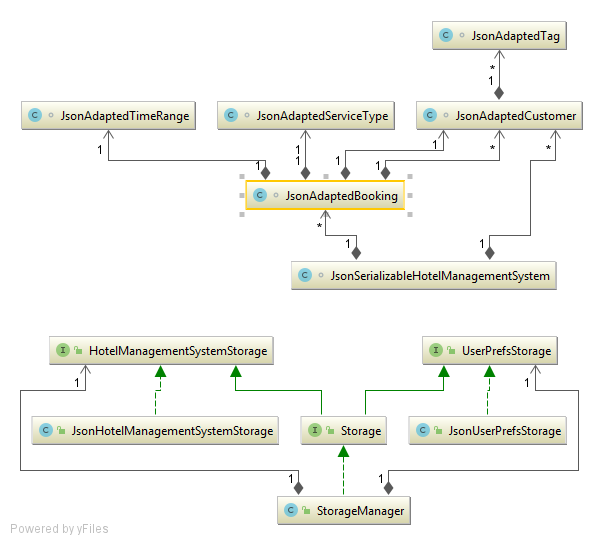 C JsonAdaptedTag
*
1
C JsonAdaptedTimeRange
C JsonAdaptedServiceType
C JsonAdaptedCustomer
1
1
1
*
*
1
1
1
1
C JsonAdaptedBooking
*
1
1
C JsonSerializableHotelManagementSystem
I HotelManagementSystemStorage
I UserPrefsStorage
1
1
C JsonHotelManagementSystemStorage
I Storage
C JsonUserPrefsStorage
1
1
C StorageManager
Powered by yFiles